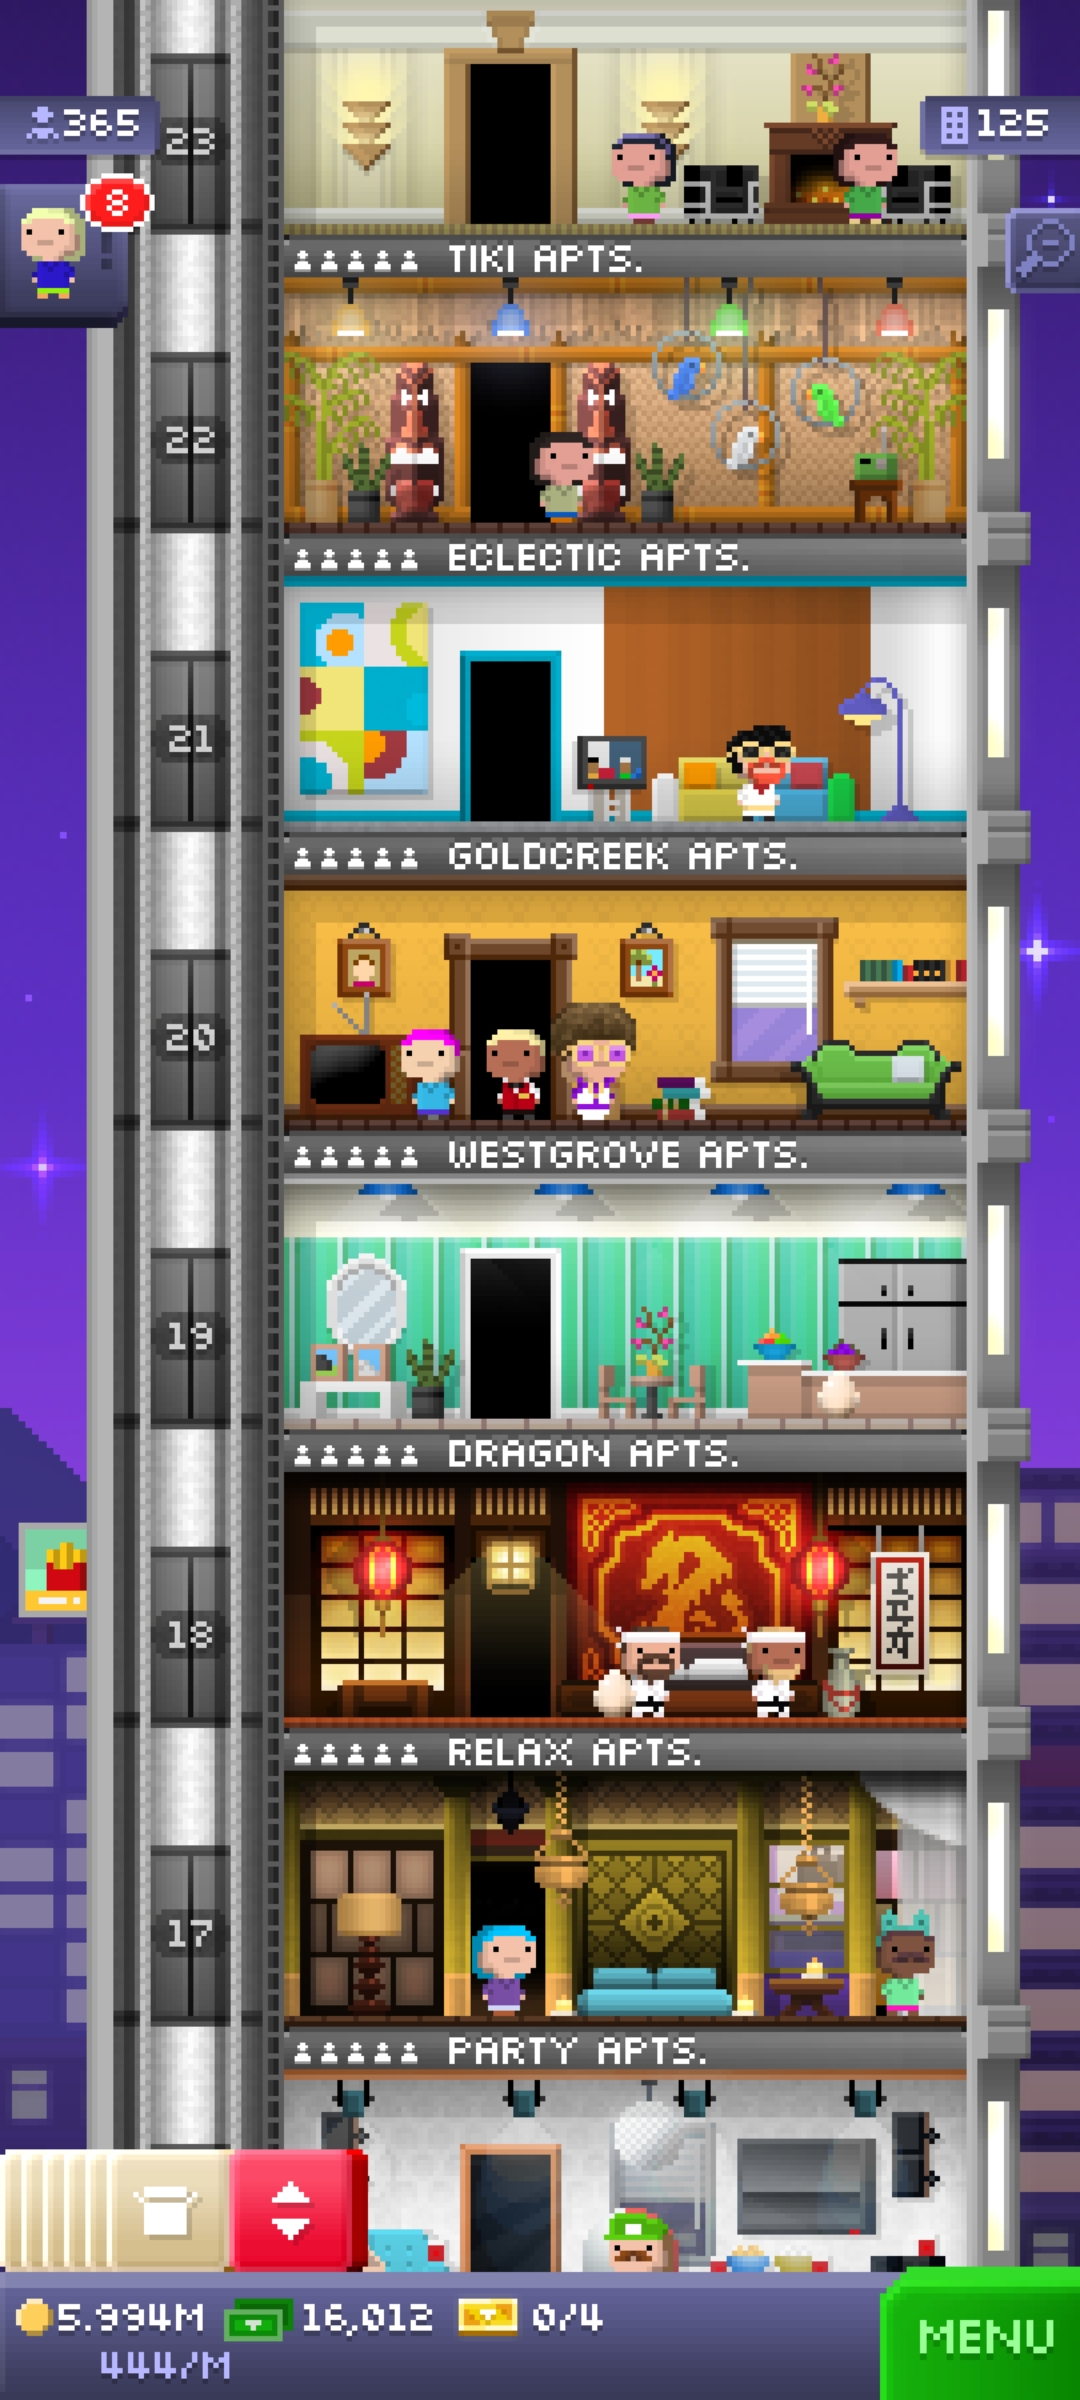 365
125
8
23
TIKI APTS.
22
ECLECTIC APTS.
21
GOLDCREEK APTS.
20
WESTGROVE APTS.
19
DRAGON APTS.
18
RELAX APTS.
17
PARTY APTS.
5.994M 16,012 0/4
444/M
MENU